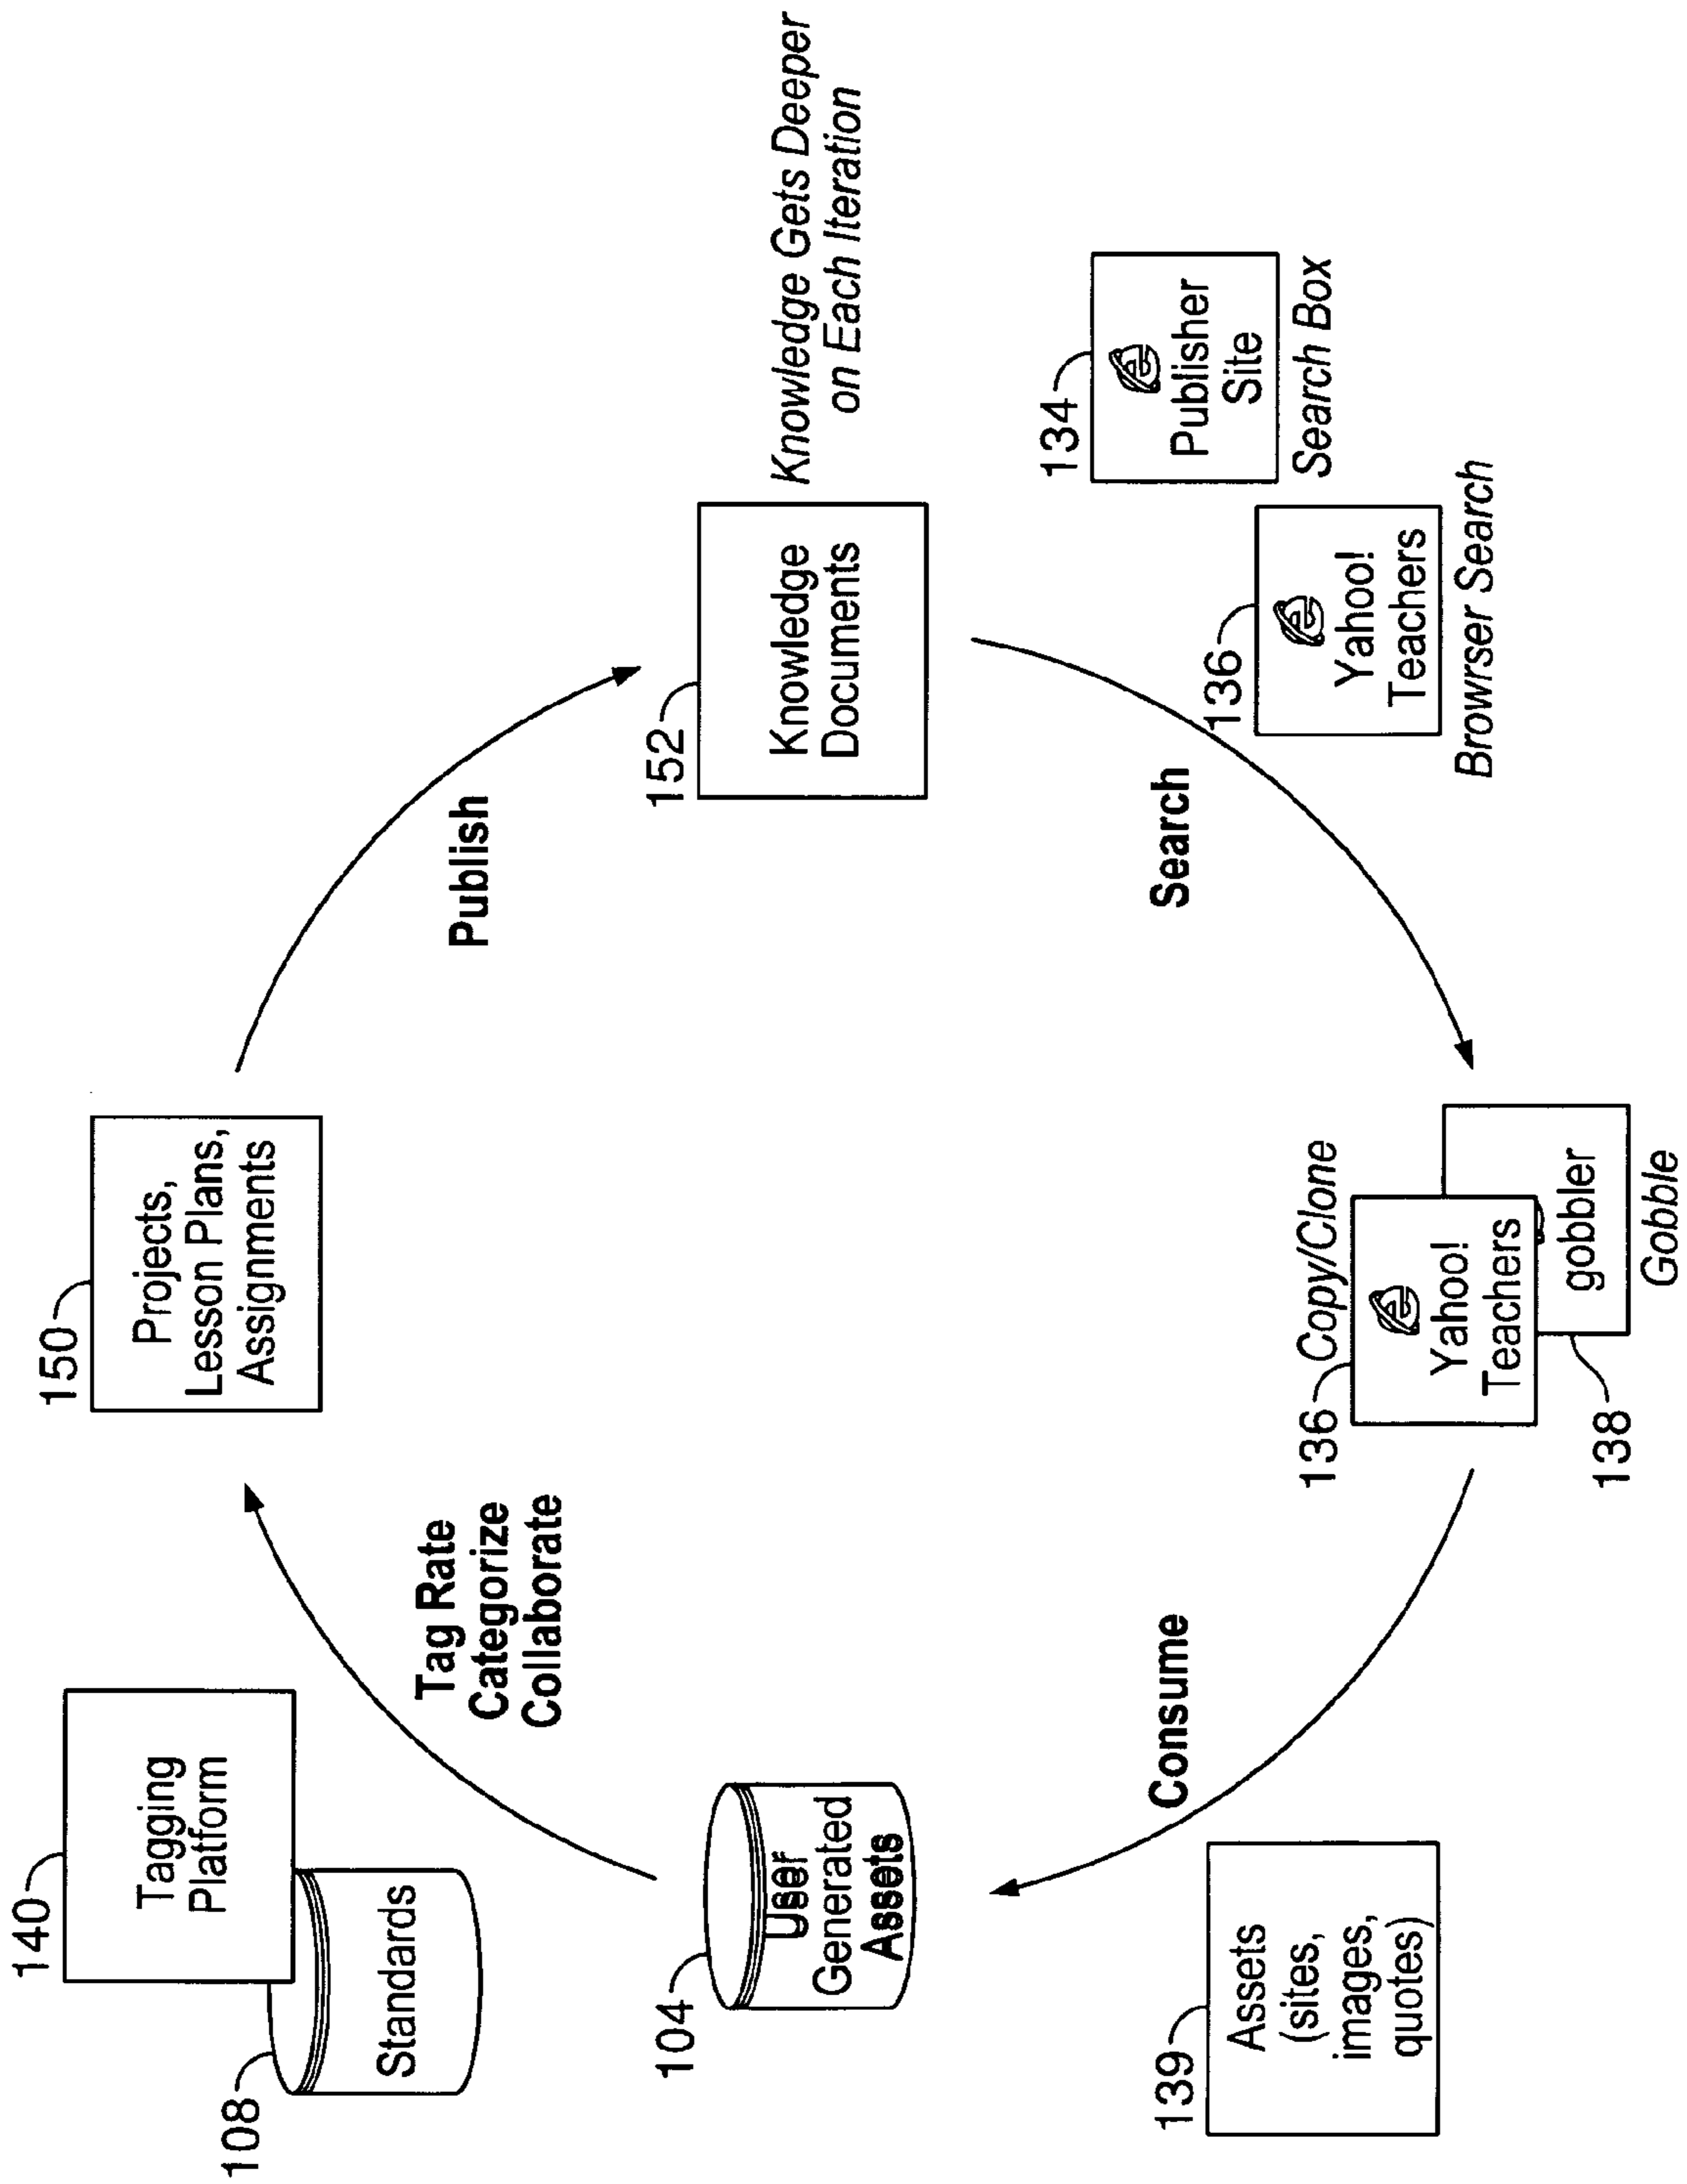 140
Tagging
Platform
108
Standards
Tag Rate
Categorize
Collaborate
150
Projects,
Lesson Plans,
Assignments
Publish
152
Knowledge
Documents
Knowledge Gets Deeper
on Each Iteration
134
Publisher
Site
Search Box
136
Yahoo!
Teachers
Browrser Search
Search
136
Copy/Clone
Yahoo!
Teachers
138
gobbler
Gobble
Consume
139
Assets
(sites,
images,
quotes)
104
User
Generated
Assets